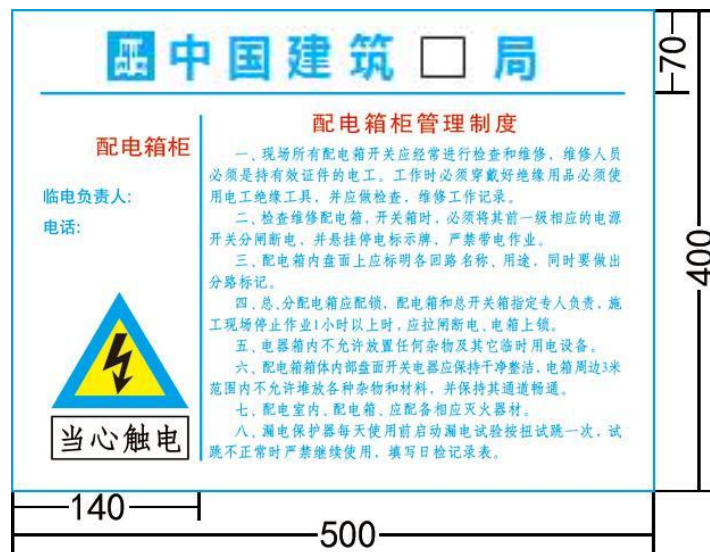 中国建筑□局
70
配电箱柜
配电箱柜管理制度
临电负责人:
电话:
一、现场所有配电箱开关应经常进行检查和维修，维修人员
必须是持有效证件的电工。工作时必须穿戴好绝缘用品必须使
用电工绝缘工具，并应做检查，维修工作记录。
二、检查维修配电箱，开关箱时，必须将其前一级相应的电源
开关分闸断电，并悬挂停电标示牌，严禁带电作业。
三、配电箱内盘面上应标明各回路名称、用途，同时要做出
分路标记。
四、总、分配电箱应配锁，配电箱和总开关箱指定专人负责，施
工现场停止作业1小时以上时，应拉闸断电、电箱上锁。
五、电器箱内不允许放置任何杂物及其它临时用电设备。
六、配电箱箱体内部盘面开关电器应保持干净整洁，电箱周边3米
范围内不允许堆放各种杂物和材料，并保持其通道畅通。
七、配电室内、配电箱、应配备相应灭火器材。
八、漏电保护器每天使用前启动漏电试验按扭试跳一次，试
跳不正常时严禁继续使用，填写日检记录表。
当心触电
400
140
500